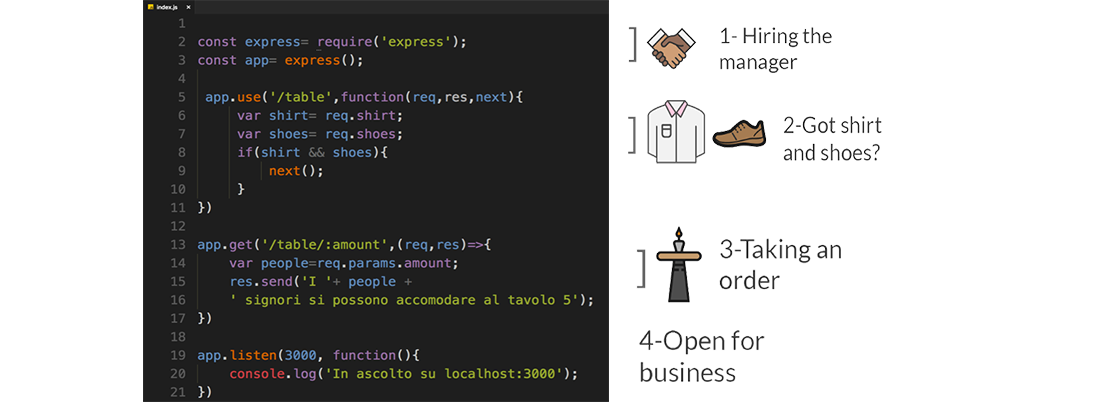 index.js ×
1
2 const express= require('express');
3 const app= express();
4
5 app.use('/table',function(req,res,next){
6 var shirt= req.shirt;
7 var shoes= req.shoes;
8 if(shirt && shoes){
9 next();
10 }
11 })
12
13 app.get('/table/:amount',(req,res)=>{
14 var people=req.params.amount;
15 res.send('I '+ people +
16 ' signori si possono accomodare al tavolo 5');
17 })
18
19 app.listen(3000, function(){
20 console.log('In ascolto su localhost:3000');
21 })
1- Hiring the
manager
2-Got shirt
and shoes?
3-Taking an
order
4-Open for
business